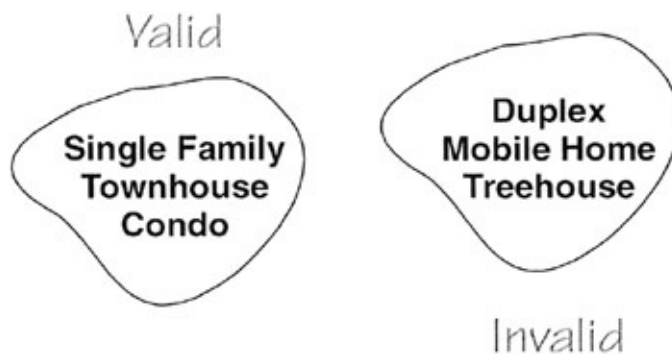 Valid
Single Family
Townhouse
Condo
Duplex
Mobile Home
Treehouse
Invalid